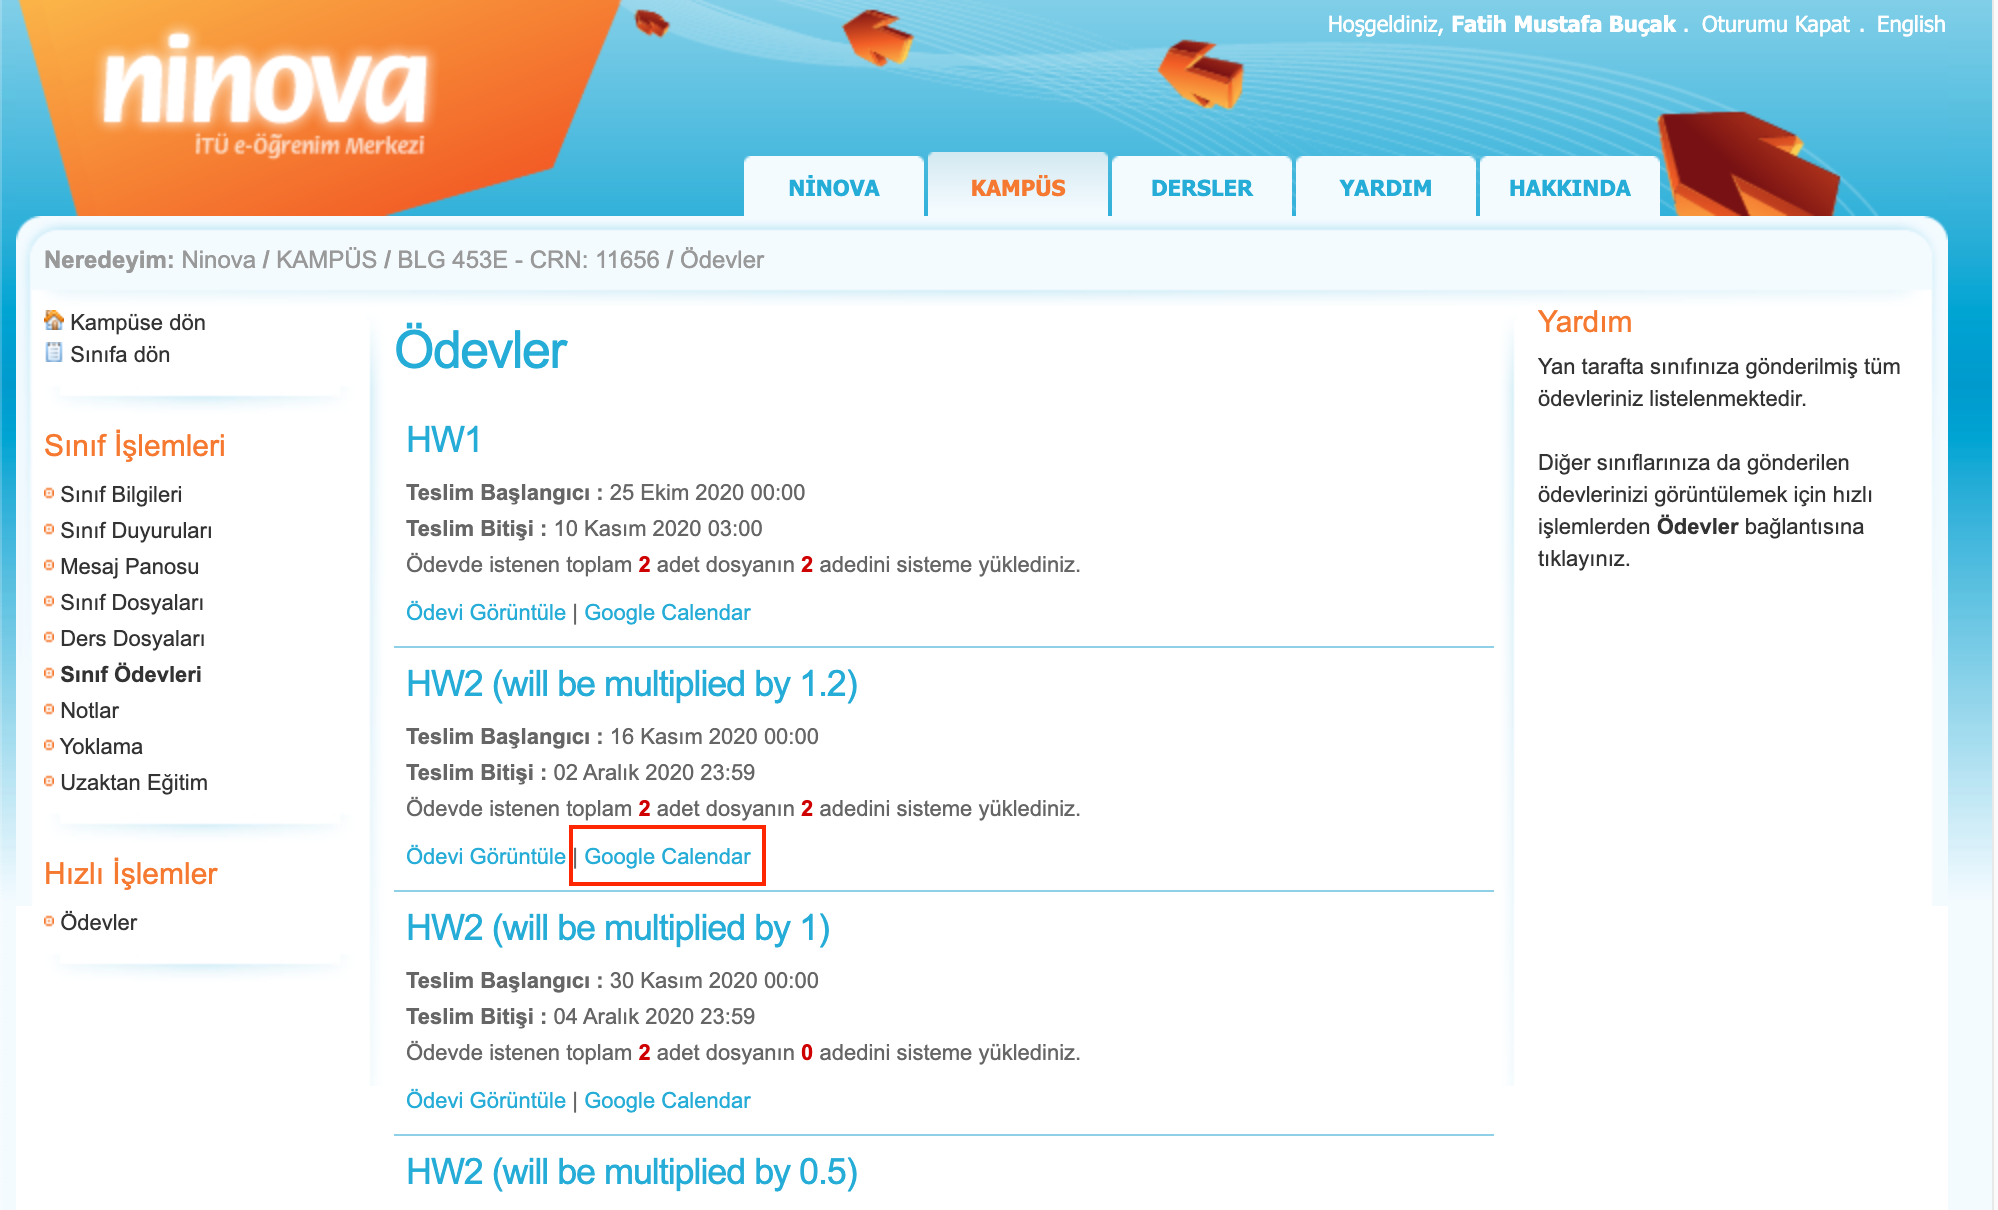 ninova
İTÜ e-Öğrenim Merkezi
Hoşgeldiniz, Fatih Mustafa Buçak . Oturumu Kapat . English
NİNOVA
KAMPÜS
DERSLER
YARDIM
HAKKINDA
Neredeyim: Ninova / KAMPÜS / BLG 453E - CRN: 11656 / Ödevler
Kampüse dön
Sınıfa dön
Sınıf İşlemleri
Sınıf Bilgileri
Sınıf Duyuruları
Mesaj Panosu
Sınıf Dosyaları
Ders Dosyaları
Sınıf Ödevleri
Notlar
Yoklama
Uzaktan Eğitim
Hızlı İşlemler
Ödevler
Ödevler
HW1
Teslim Başlangıcı : 25 Ekim 2020 00:00
Teslim Bitişi : 10 Kasım 2020 03:00
Ödevde istenen toplam 2 adet dosyanın 2 adedini sisteme yüklediniz.
Ödevi Görüntüle | Google Calendar
HW2 (will be multiplied by 1.2)
Teslim Başlangıcı : 16 Kasım 2020 00:00
Teslim Bitişi : 02 Aralık 2020 23:59
Ödevde istenen toplam 2 adet dosyanın 2 adedini sisteme yüklediniz.
Ödevi Görüntüle | Google Calendar
HW2 (will be multiplied by 1)
Teslim Başlangıcı : 30 Kasım 2020 00:00
Teslim Bitişi : 04 Aralık 2020 23:59
Ödevde istenen toplam 2 adet dosyanın 0 adedini sisteme yüklediniz.
Ödevi Görüntüle | Google Calendar
HW2 (will be multiplied by 0.5)
Yardım
Yan tarafta sınıfınıza gönderilmiş tüm
ödevleriniz listelenmektedir.
Diğer sınıflarınıza da gönderilen
ödevlerinizi görüntülemek için hızlı
işlemlerden Ödevler bağlantısına
tıklayınız.